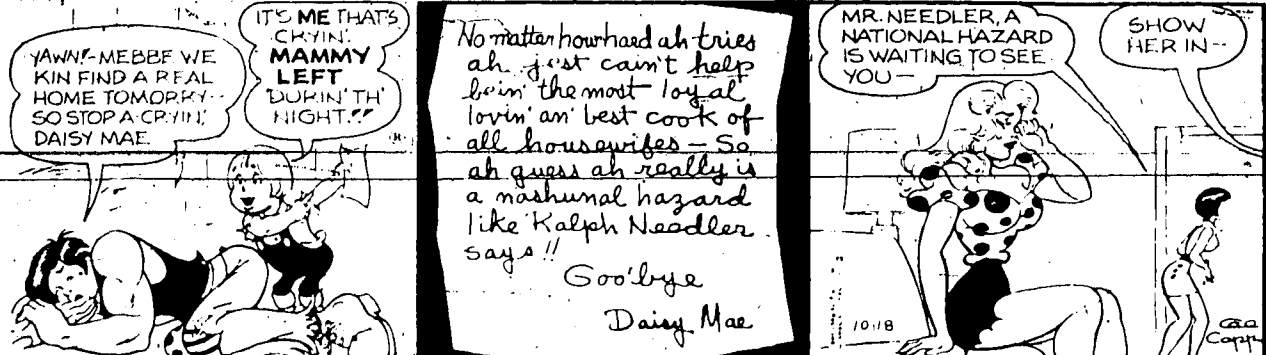 YAWN!!-MEBBE WE
KIN FIND A REAL
HOME TOMORRY--
SO STOP A-CRYIN',
DAISY MAE
IT'S ME THAT'S
CRYIN'.
MAMMY
LEFT
DURIN' TH'
NIGHT!!
No matter how hard ah tries
ah just cain't help
bein' the most loyal
lovin' an' best cook of
all housewifes — So
ah guess ah really is
a nashunal hazard
like Ralph Needler
says!!
Goo'bye
Daisy Mae
MR. NEEDLER, A
NATIONAL HAZARD
IS WAITING TO SEE
YOU—
SHOW
HER IN--
10-18
Capp